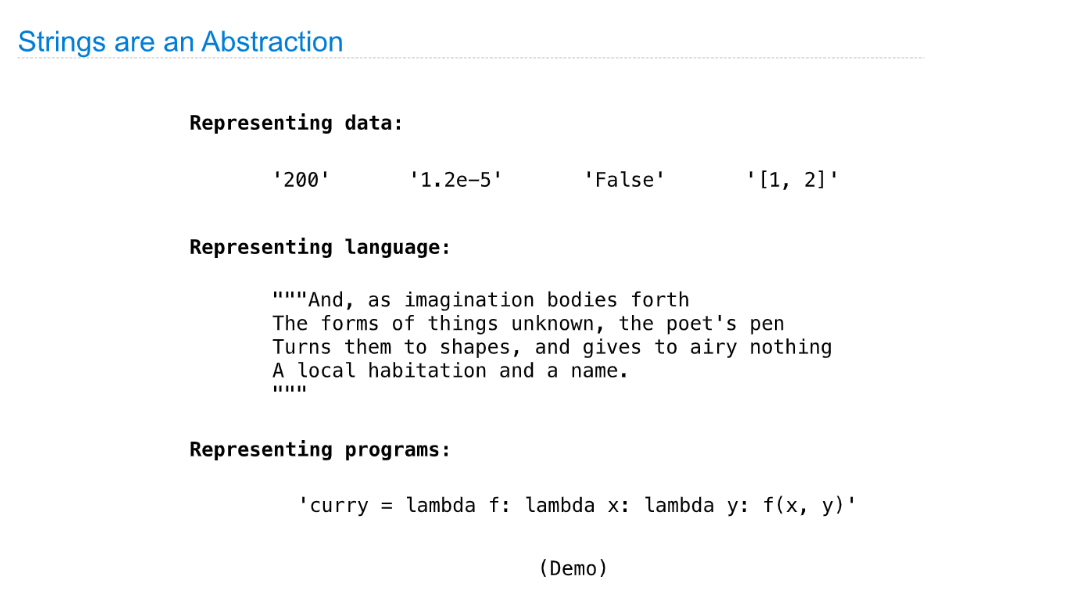 Strings are an Abstraction
Representing data:
'200' '1.2e-5' 'False' '[1, 2]'
Representing language:
"""And, as imagination bodies forth
The forms of things unknown, the poet's pen
Turns them to shapes, and gives to airy nothing
A local habitation and a name.
"""
Representing programs:
'curry = lambda f: lambda x: lambda y: f(x, y)'
(Demo)